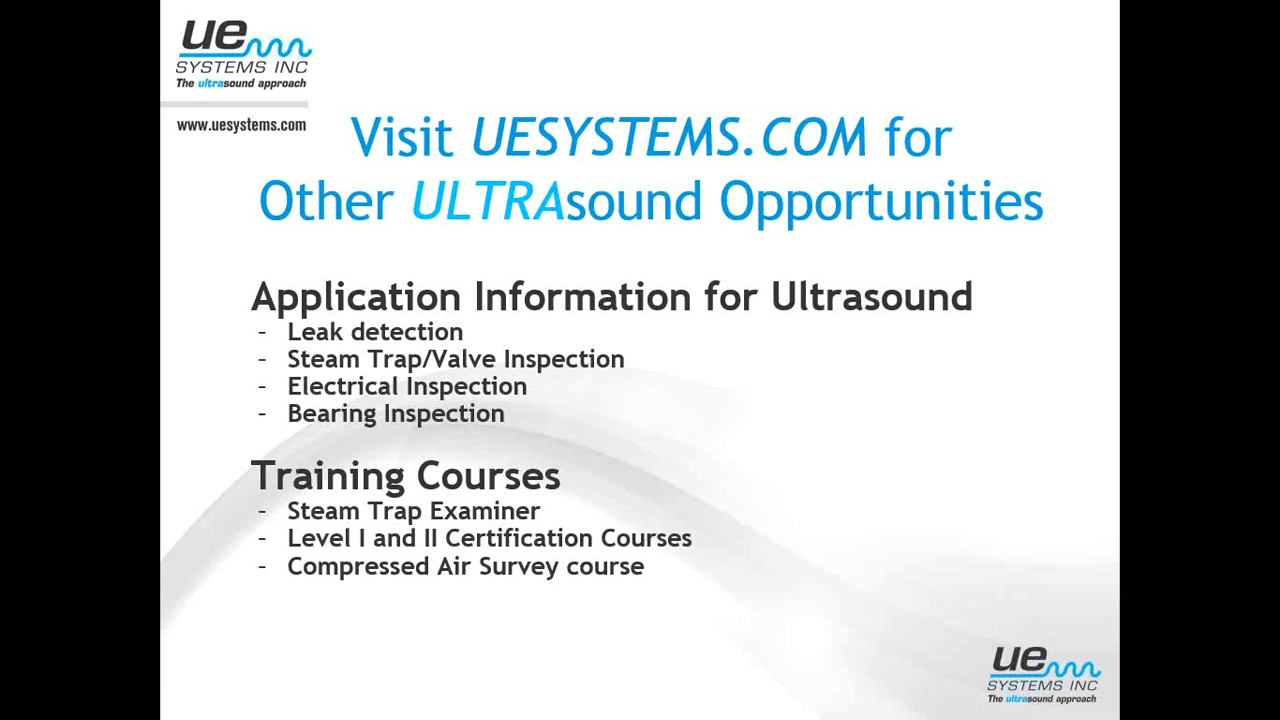 ue
SYSTEMS INC
The ultrasound approach
www.uesystems.com
Visit UESYSTEMS.COM for
Other ULTRAsound Opportunities
Application Information for Ultrasound
- Leak detection
- Steam Trap/Valve Inspection
- Electrical Inspection
- Bearing Inspection
Training Courses
- Steam Trap Examiner
- Level I and II Certification Courses
- Compressed Air Survey course
ue
SYSTEMS INC
The ultrasound approach